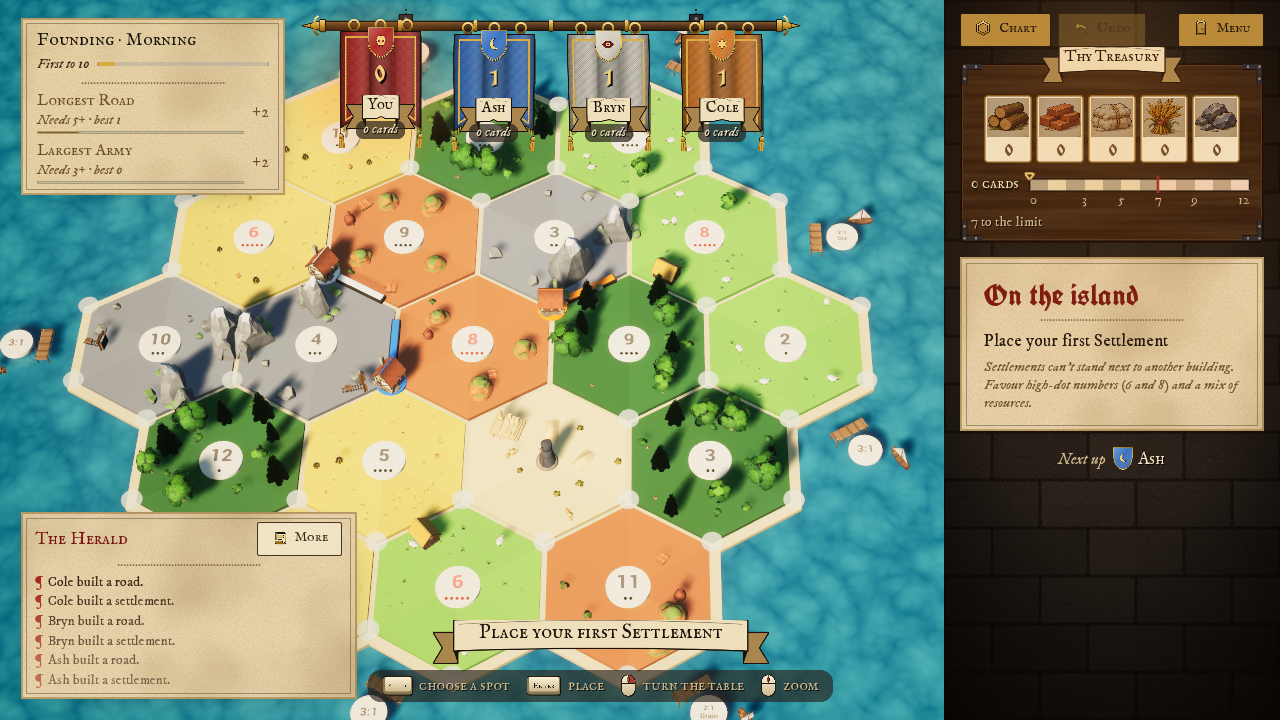 Founding · Morning
First to 10
Longest Road
Needs 5+ · best 1
+2
Largest Army
Needs 3+ · best 0
+2
0
You
0 cards
1
Ash
0 cards
1
Bryn
0 cards
1
Cole
0 cards
6
9
3
8
10
4
8
9
2
12
5
3
6
11
3:1
2:1
3:1
3:1
2:1
Grain
The Herald
More
Cole built a road.
Cole built a settlement.
Bryn built a road.
Bryn built a settlement.
Ash built a road.
Ash built a settlement.
Place your first Settlement
choose a spot
place
turn the table
zoom
Chart
Undo
Menu
Thy Treasury
0 0 0 0 0
0 cards
0 3 5 7 9 12
7 to the limit
On the island
Place your first Settlement
Settlements can't stand next to another building.
Favour high-dot numbers (6 and 8) and a mix of
resources.
Next up Ash